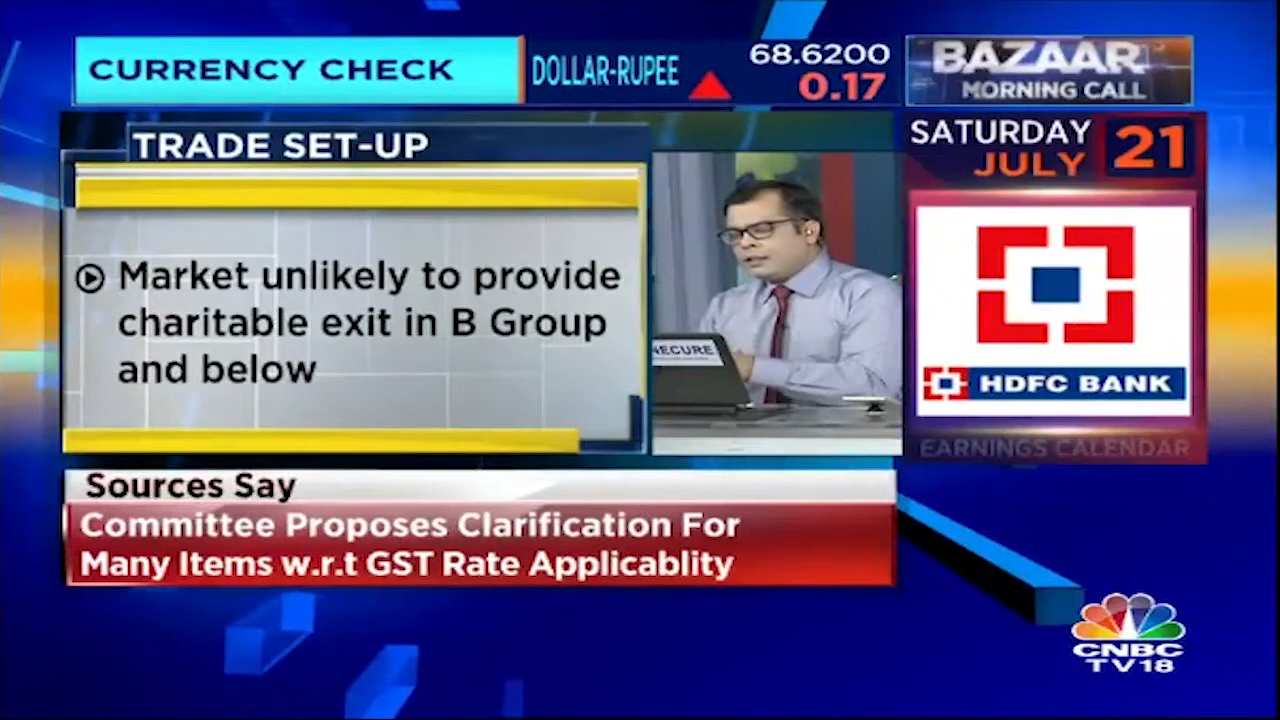 CURRENCY CHECK
DOLLAR-RUPEE
68.6200
0.17
BAZAAR
MORNING CALL
TRADE SET-UP
SATURDAY
JULY 21
Market unlikely to provide
charitable exit in B Group
and below
HDFC BANK
EARNINGS CALENDAR
Sources Say
Committee Proposes Clarification For
Many Items w.r.t GST Rate Applicablity
CNBC
TV18